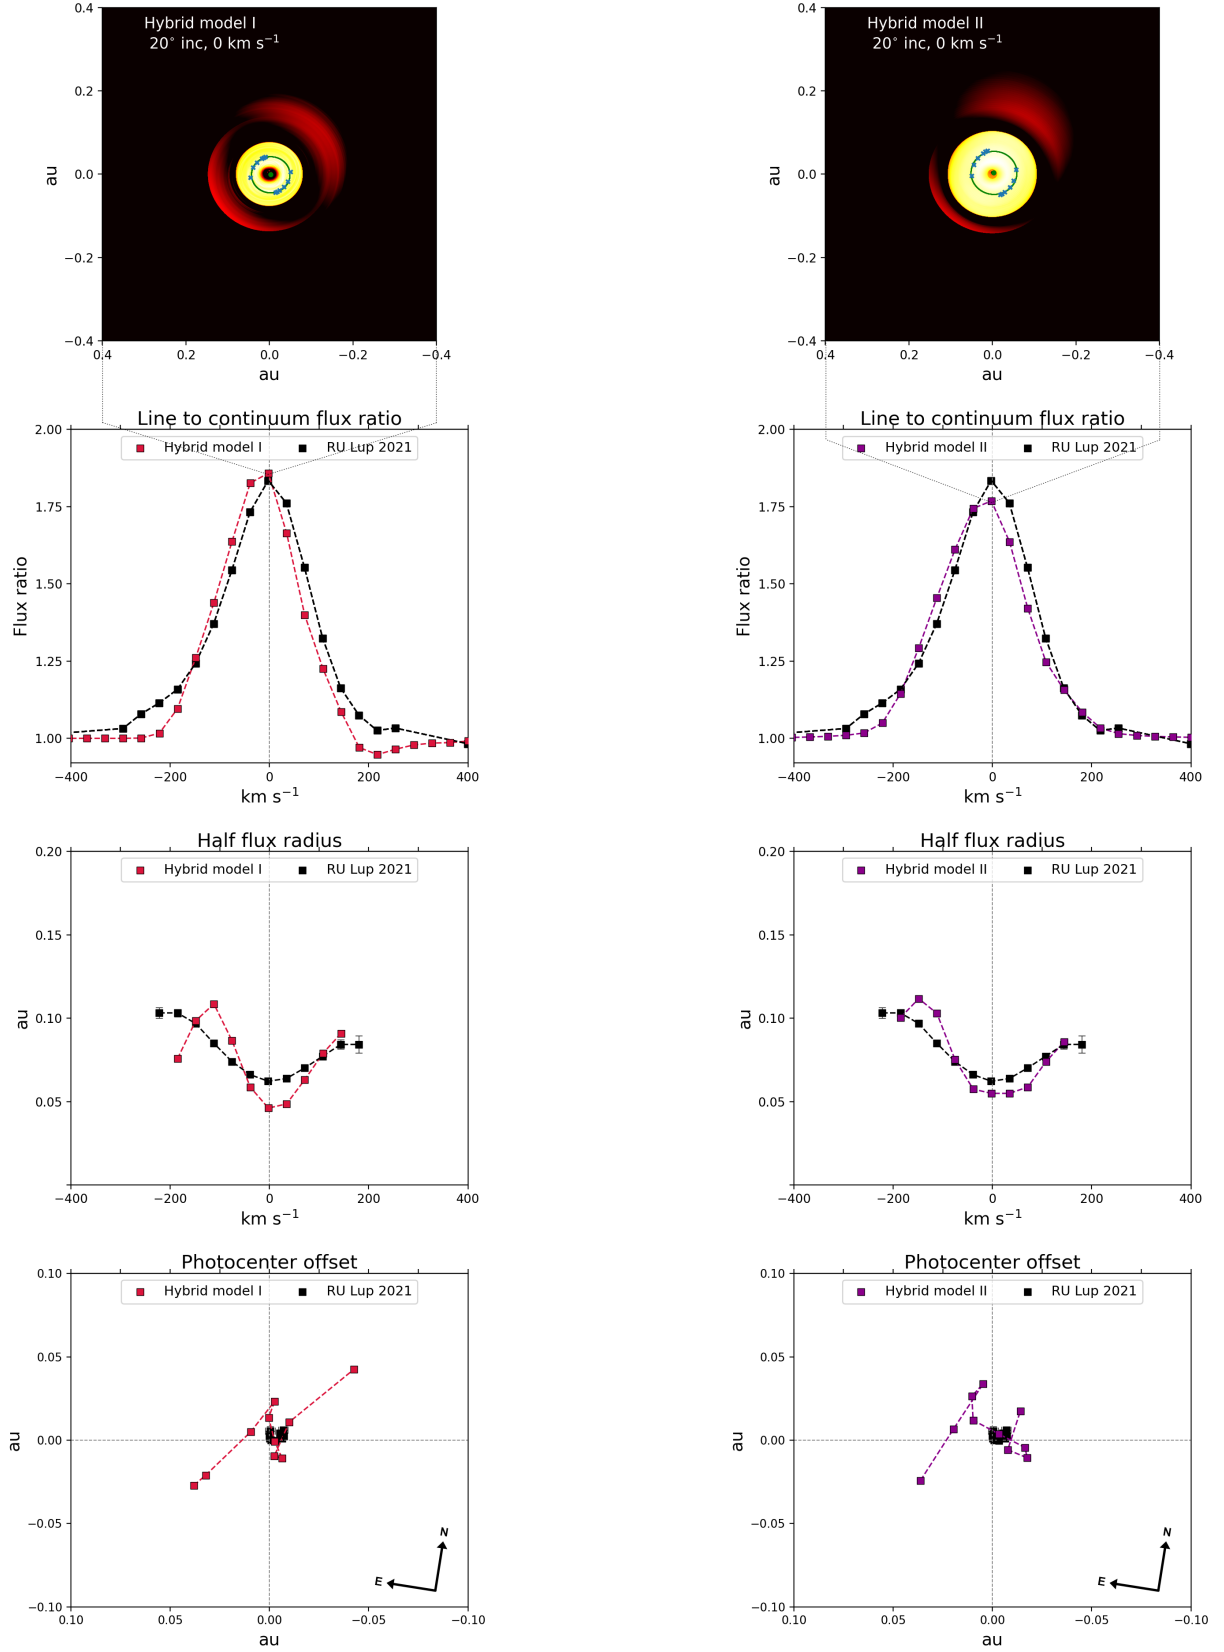 Hybrid model I
20° inc, 0 km s⁻¹
au
0.4
0.2
0.0
−0.2
−0.4
0.4 0.2 0.0 −0.2 −0.4
au
Hybrid model II
20° inc, 0 km s⁻¹
au
0.4
0.2
0.0
−0.2
−0.4
0.4 0.2 0.0 −0.2 −0.4
au
Line to continuum flux ratio
Hybrid model I RU Lup 2021
Flux ratio
2.00
1.75
1.50
1.25
1.00
−400 −200 0 200 400
km s⁻¹
Line to continuum flux ratio
Hybrid model II RU Lup 2021
Flux ratio
2.00
1.75
1.50
1.25
1.00
−400 −200 0 200 400
km s⁻¹
Half flux radius
Hybrid model I RU Lup 2021
au
0.20
0.15
0.10
0.05
−400 −200 0 200 400
km s⁻¹
Half flux radius
Hybrid model II RU Lup 2021
au
0.20
0.15
0.10
0.05
−400 −200 0 200 400
km s⁻¹
Photocenter offset
Hybrid model I RU Lup 2021
au
0.10
0.05
0.00
−0.05
−0.10
N
E
0.10 0.05 0.00 −0.05 −0.10
au
Photocenter offset
Hybrid model II RU Lup 2021
au
0.10
0.05
0.00
−0.05
−0.10
N
E
0.10 0.05 0.00 −0.05 −0.10
au